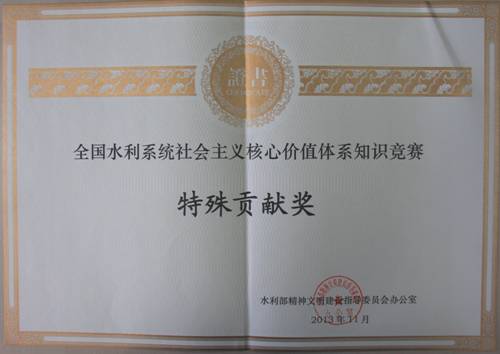 證書
全国水利系统社会主义核心价值体系知识竞赛
特殊贡献奖
水利部精神文明建设指导委员会办公室
2013年11月